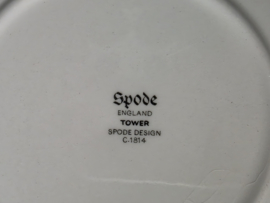 Spode
ENGLAND
TOWER
SPODE DESIGN
C.1814